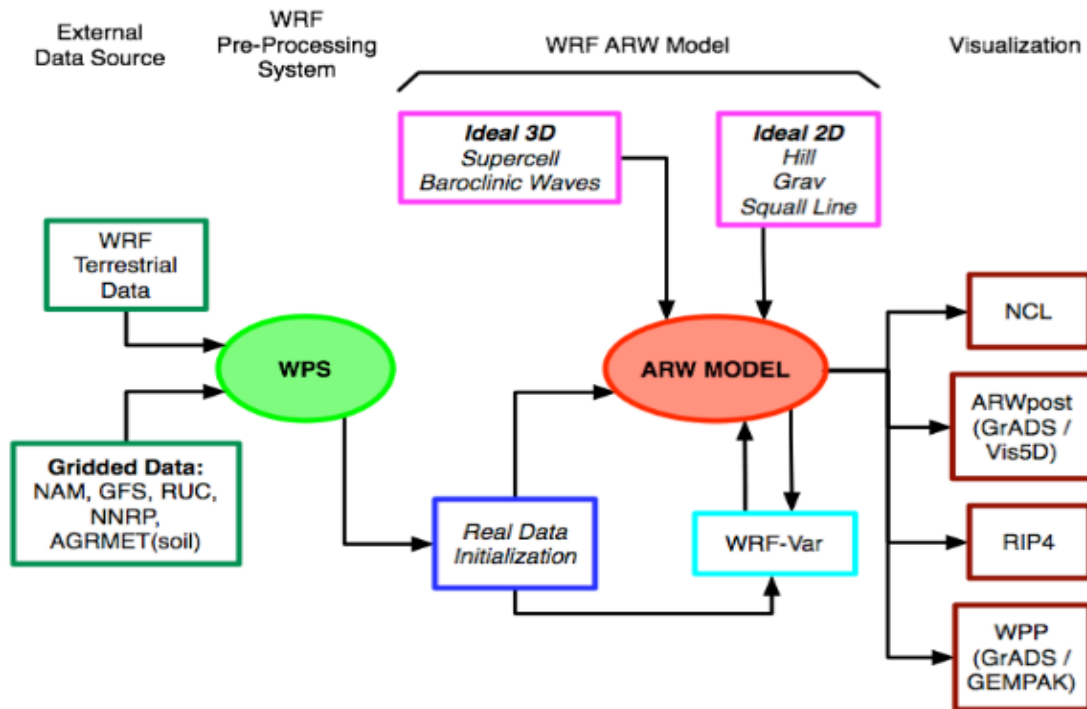 External
Data Source
WRF
Pre-Processing
System
WRF ARW Model
Visualization
Ideal 3D
Supercell
Baroclinic Waves
Ideal 2D
Hill
Grav
Squall Line
WRF
Terrestrial
Data
WPS
ARW MODEL
Gridded Data:
NAM, GFS, RUC,
NNRP,
AGRMET(soil)
Real Data
Initialization
WRF-Var
NCL
ARWpost
(GrADS /
Vis5D)
RIP4
WPP
(GrADS /
GEMPAK)